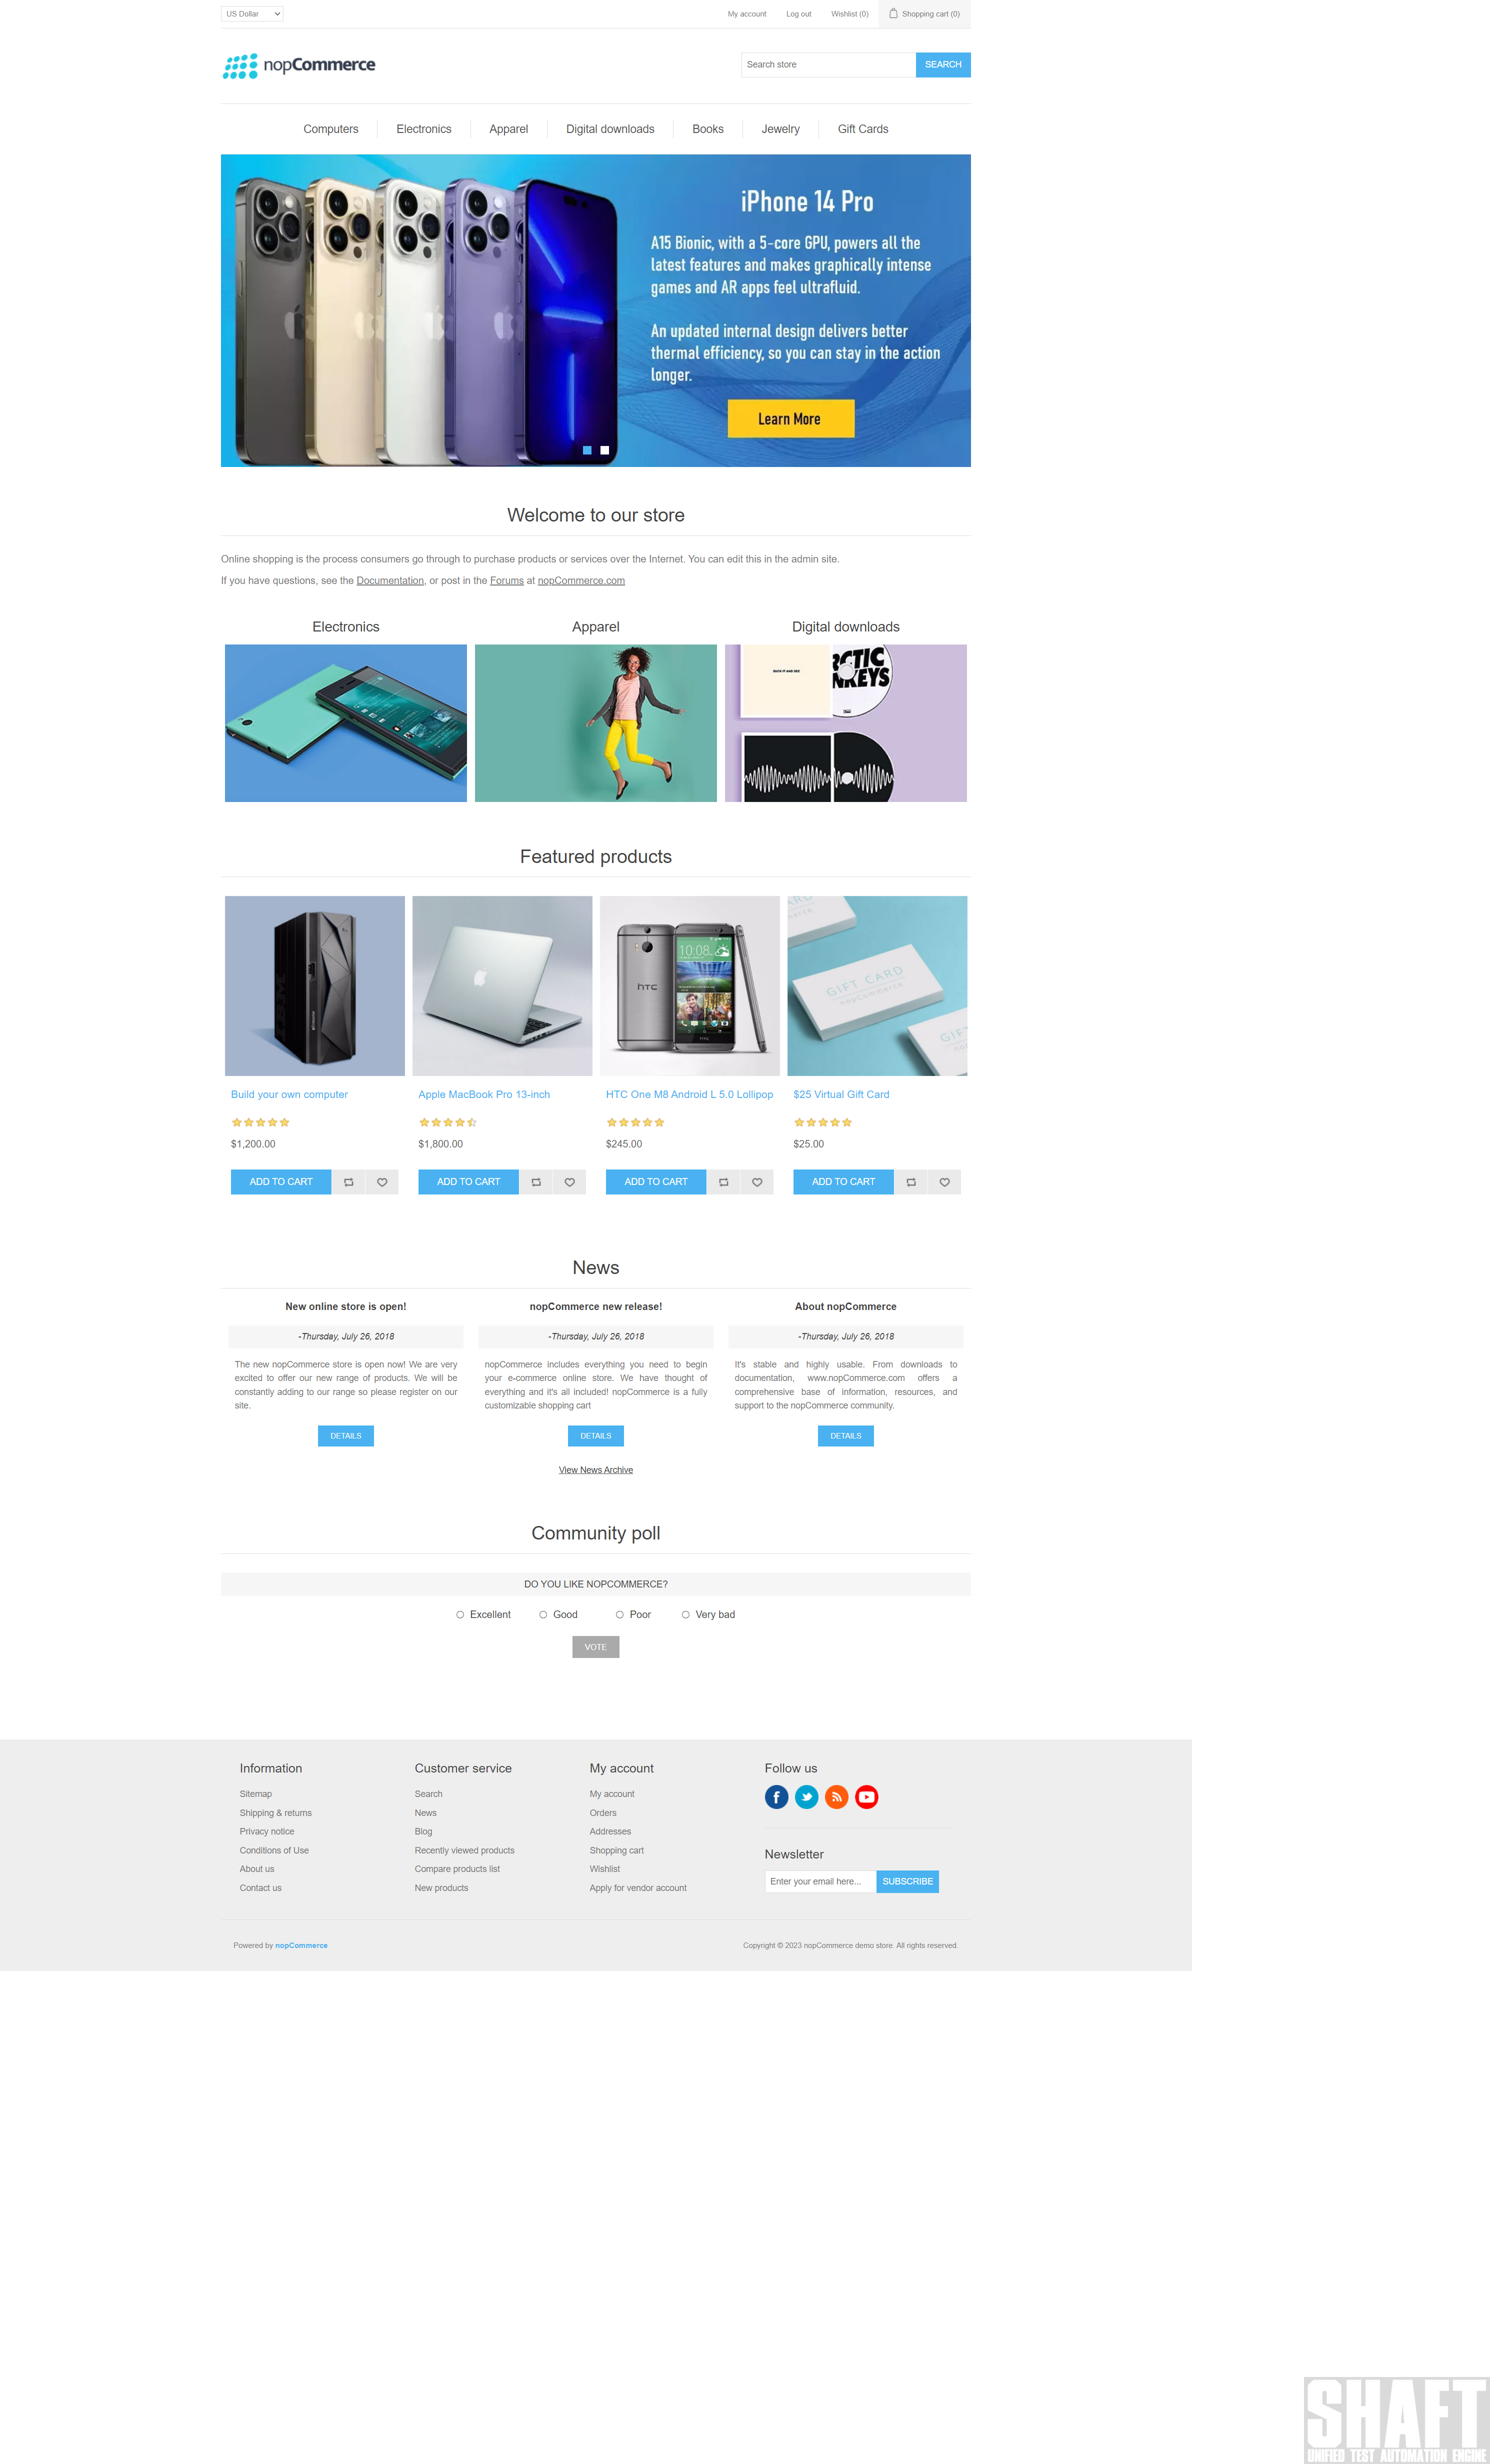 US Dollar
My account
Log out
Wishlist (0)
Shopping cart (0)
nopCommerce
Search store
SEARCH
Computers
Electronics
Apparel
Digital downloads
Books
Jewelry
Gift Cards
iPhone 14 Pro
A15 Bionic, with a 5-core GPU, powers all the
latest features and makes graphically intense
games and AR apps feel ultrafluid.
An updated internal design delivers better
thermal efficiency, so you can stay in the action
longer.
Learn More
Welcome to our store
Online shopping is the process consumers go through to purchase products or services over the Internet. You can edit this in the admin site.
If you have questions, see the Documentation, or post in the Forums at nopCommerce.com
Electronics
Apparel
Digital downloads
SUCK IT AND SEE
Featured products
hTC
10:08
GIFT CARD
nopCommerce
Build your own computer
$1,200.00
ADD TO CART
Apple MacBook Pro 13-inch
$1,800.00
ADD TO CART
HTC One M8 Android L 5.0 Lollipop
$245.00
ADD TO CART
$25 Virtual Gift Card
$25.00
ADD TO CART
News
New online store is open!
-Thursday, July 26, 2018
The new nopCommerce store is open now! We are very
excited to offer our new range of products. We will be
constantly adding to our range so please register on our
site.
DETAILS
nopCommerce new release!
-Thursday, July 26, 2018
nopCommerce includes everything you need to begin
your e-commerce online store. We have thought of
everything and it's all included! nopCommerce is a fully
customizable shopping cart
DETAILS
About nopCommerce
-Thursday, July 26, 2018
It's stable and highly usable. From downloads to
documentation, www.nopCommerce.com offers a
comprehensive base of information, resources, and
support to the nopCommerce community.
DETAILS
View News Archive
Community poll
DO YOU LIKE NOPCOMMERCE?
Excellent
Good
Poor
Very bad
VOTE
Information
Sitemap
Shipping & returns
Privacy notice
Conditions of Use
About us
Contact us
Customer service
Search
News
Blog
Recently viewed products
Compare products list
New products
My account
My account
Orders
Addresses
Shopping cart
Wishlist
Apply for vendor account
Follow us
Newsletter
Enter your email here...
SUBSCRIBE
Powered by nopCommerce
Copyright © 2023 nopCommerce demo store. All rights reserved.
SHAFT
UNIFIED TEST AUTOMATION ENGINE